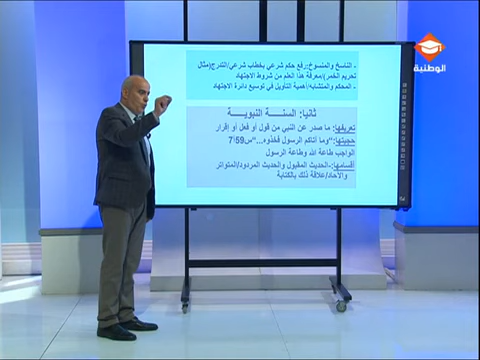 - الناسخ والمنسوخ:رفع حكم شرعي بخطاب شرعي/التدرج(مثال
تحريم الخمر)/معرفة هذا العلم من شروط الاجتهاد
- المحكم والمتشابه/أهمية التأويل في توسيع دائرة الاجتهاد
ثانيا: السنة النبوية
تعريفها: ما صدر عن النبي من قول أو فعل أو إقرار
حجيتها: "وما آتاكم الرسول فخذوه..."س59آ7
الواجب طاعة الله وطاعة الرسول
أقسامها:-الحديث المقبول والحديث المردود/المتواتر
والآحاد/علاقة ذلك بالكتابة
الوطنية